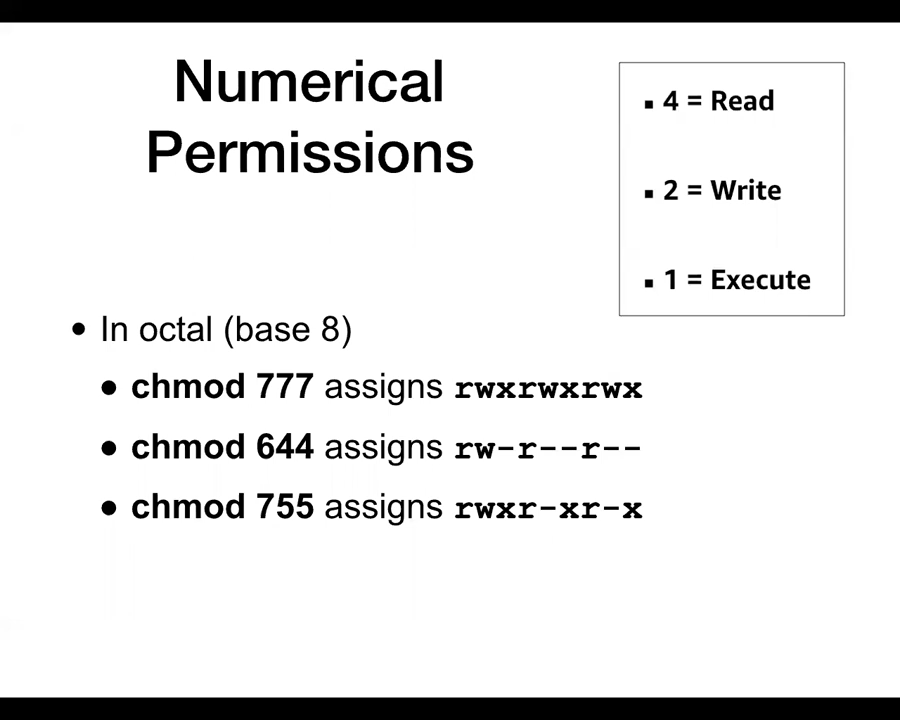 Numerical
Permissions
▪ 4 = Read
▪ 2 = Write
▪ 1 = Execute
• In octal (base 8)
• chmod 777 assigns rwxrwxrwx
• chmod 644 assigns rw-r--r--
• chmod 755 assigns rwxr-xr-x